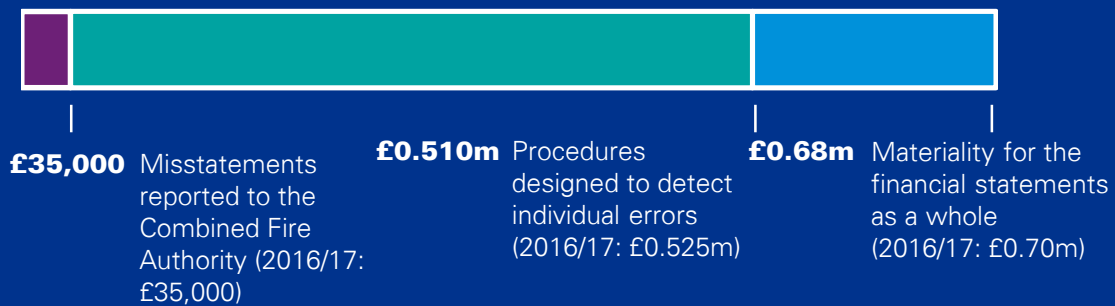 £35,000 Misstatements
reported to the
Combined Fire
Authority (2016/17:
£35,000)
£0.510m Procedures
designed to detect
individual errors
(2016/17: £0.525m)
£0.68m Materiality for the
financial statements
as a whole
(2016/17: £0.70m)